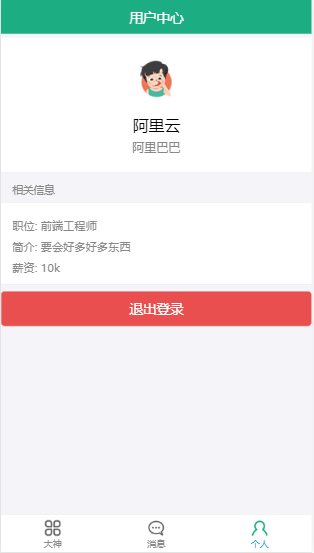 用户中心
阿里云
阿里巴巴
相关信息
职位: 前端工程师
简介: 要会好多好多东西
薪资: 10k
退出登录
大神
消息
个人